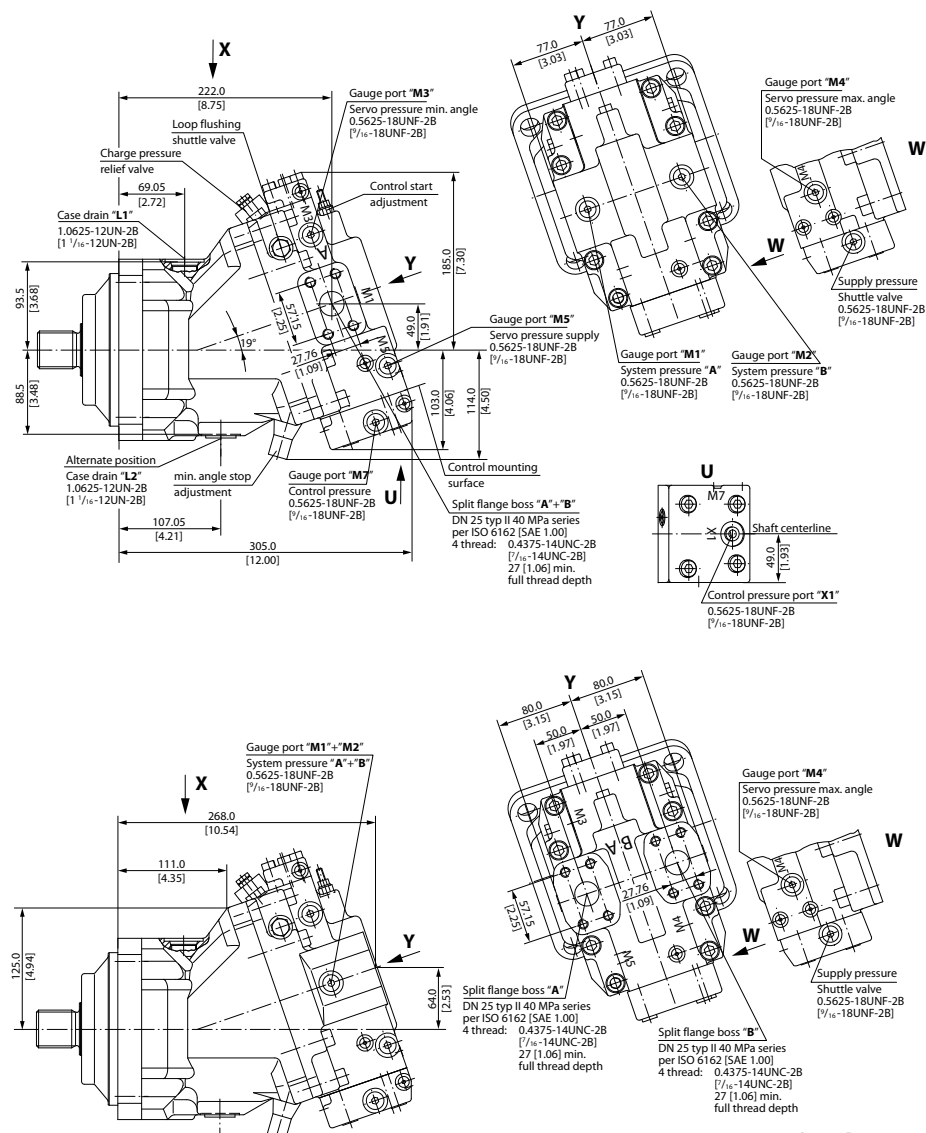 X
222.0
[8.75]
Loop flushing
shuttle valve
Charge pressure
relief valve
69.05
[2.72]
Case drain "L1"
1.0625-12UN-2B
[1 1/16-12UN-2B]
Gauge port "M3"
Servo pressure min. angle
0.5625-18UNF-2B
[9/16-18UNF-2B]
Control start
adjustment
M3
A
M1
M5
185.0
[7.30]
Y
93.5
[3.68]
88.5
[3.48]
57.15
[2.25]
19°
27.76
[1.09]
49.0
[1.91]
103.0
[4.06]
114.0
[4.50]
Gauge port "M5"
Servo pressure supply
0.5625-18UNF-2B
[9/16-18UNF-2B]
Alternate position
Case drain "L2"
1.0625-12UN-2B
[1 1/16-12UN-2B]
min. angle stop
adjustment
Gauge port "M7"
Control pressure
0.5625-18UNF-2B
[9/16-18UNF-2B]
U
Control mounting
surface
Split flange boss "A"+"B"
DN 25 typ II 40 MPa series
per ISO 6162 [SAE 1.00]
4 thread: 0.4375-14UNC-2B
[7/16-14UNC-2B]
27 [1.06] min.
full thread depth
107.05
[4.21]
305.0
[12.00]
Y
77.0
[3.03]
77.0
[3.03]
W
Gauge port "M1"
System pressure "A"
0.5625-18UNF-2B
[9/16-18UNF-2B]
Gauge port "M2"
System pressure "B"
0.5625-18UNF-2B
[9/16-18UNF-2B]
Gauge port "M4"
Servo pressure max. angle
0.5625-18UNF-2B
[9/16-18UNF-2B]
W
M4
Supply pressure
Shuttle valve
0.5625-18UNF-2B
[9/16-18UNF-2B]
U
M7
X1
Shaft centerline
49.0
[1.93]
Control pressure port "X1"
0.5625-18UNF-2B
[9/16-18UNF-2B]
Gauge port "M1"+"M2"
System pressure "A"+"B"
0.5625-18UNF-2B
[9/16-18UNF-2B]
X
268.0
[10.54]
111.0
[4.35]
125.0
[4.94]
Y
64.0
[2.53]
Y
80.0
[3.15]
80.0
[3.15]
50.0
[1.97]
50.0
[1.97]
M3
B A
57.15
[2.25]
27.76
[1.09]
M4
M5
W
Split flange boss "A"
DN 25 typ II 40 MPa series
per ISO 6162 [SAE 1.00]
4 thread: 0.4375-14UNC-2B
[7/16-14UNC-2B]
27 [1.06] min.
full thread depth
Split flange boss "B"
DN 25 typ II 40 MPa series
per ISO 6162 [SAE 1.00]
4 thread: 0.4375-14UNC-2B
[7/16-14UNC-2B]
27 [1.06] min.
full thread depth
Gauge port "M4"
Servo pressure max. angle
0.5625-18UNF-2B
[9/16-18UNF-2B]
W
M4
Supply pressure
Shuttle valve
0.5625-18UNF-2B
[9/16-18UNF-2B]